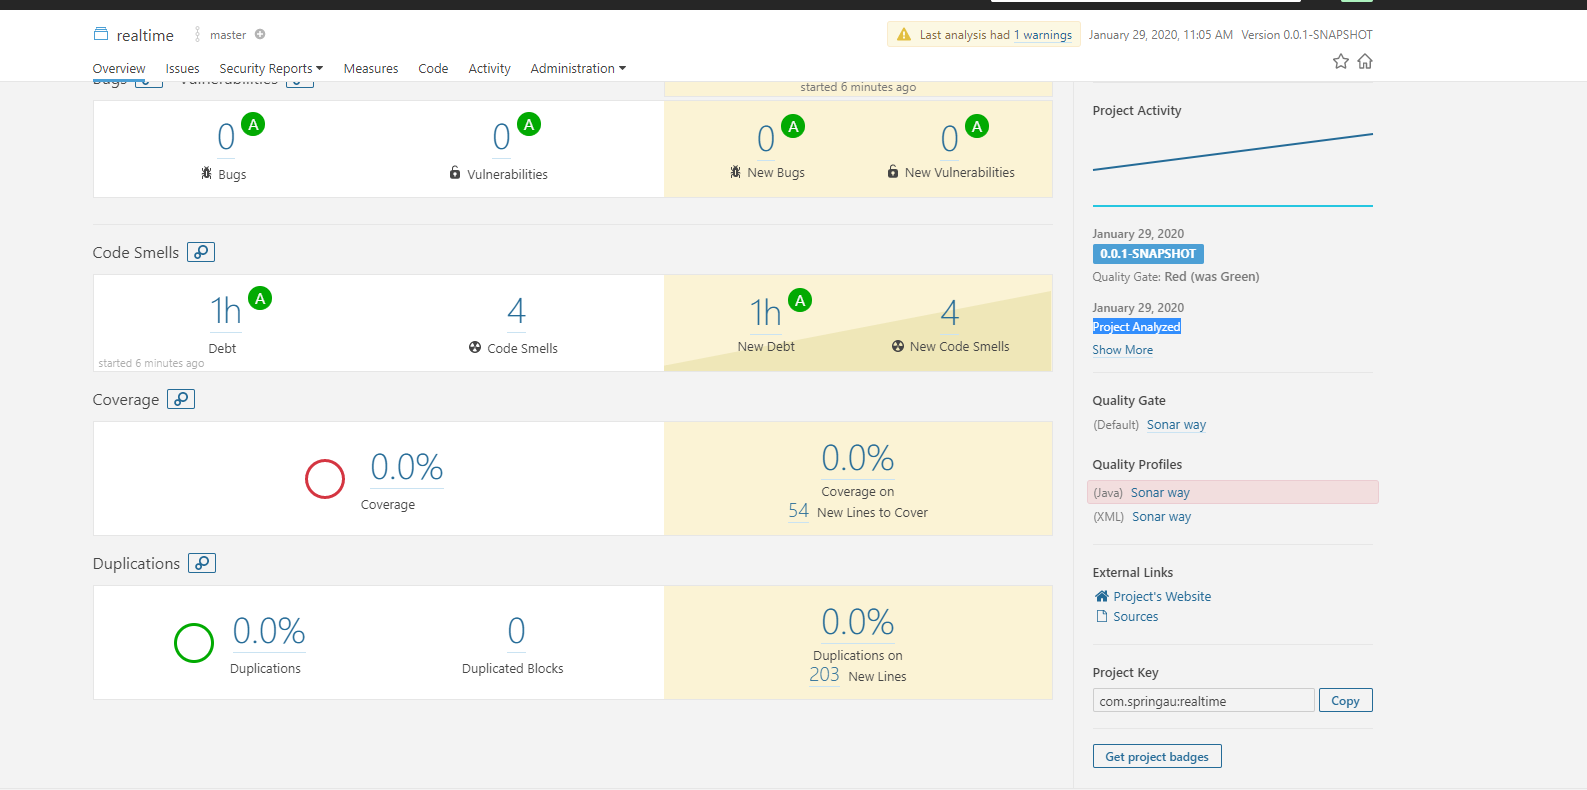 realtime
master
Last analysis had 1 warnings
January 29, 2020, 11:05 AM Version 0.0.1-SNAPSHOT
Overview Issues Security Reports Measures Code Activity Administration
Bugs Vulnerabilities
started 6 minutes ago
0 A
Bugs
0 A
Vulnerabilities
0 A
New Bugs
0 A
New Vulnerabilities
Code Smells
1h A
Debt
4
Code Smells
started 6 minutes ago
1h A
New Debt
4
New Code Smells
Coverage
0.0%
Coverage
0.0%
Coverage on
54 New Lines to Cover
Duplications
0.0%
Duplications
0
Duplicated Blocks
0.0%
Duplications on
203 New Lines
Project Activity
January 29, 2020
0.0.1-SNAPSHOT
Quality Gate: Red (was Green)
January 29, 2020
Project Analyzed
Show More
Quality Gate
(Default) Sonar way
Quality Profiles
(Java) Sonar way
(XML) Sonar way
External Links
Project's Website
Sources
Project Key
com.springau:realtime
Copy
Get project badges